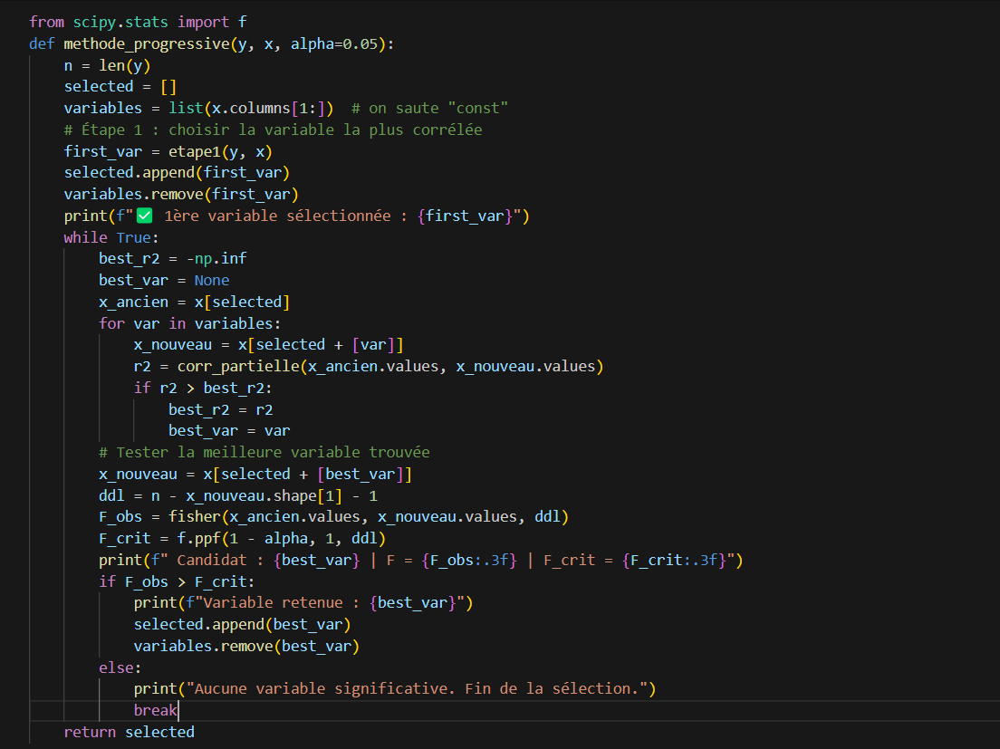 from scipy.stats import f
def methode_progressive(y, x, alpha=0.05):
    n = len(y)
    selected = []
    variables = list(x.columns[1:])  # on saute "const"
    # Étape 1 : choisir la variable la plus corrélée
    first_var = etape1(y, x)
    selected.append(first_var)
    variables.remove(first_var)
    print(f"✅ 1ère variable sélectionnée : {first_var}")
    while True:
        best_r2 = -np.inf
        best_var = None
        x_ancien = x[selected]
        for var in variables:
            x_nouveau = x[selected + [var]]
            r2 = corr_partielle(x_ancien.values, x_nouveau.values)
            if r2 > best_r2:
                best_r2 = r2
                best_var = var
        # Tester la meilleure variable trouvée
        x_nouveau = x[selected + [best_var]]
        ddl = n - x_nouveau.shape[1] - 1
        F_obs = fisher(x_ancien.values, x_nouveau.values, ddl)
        F_crit = f.ppf(1 - alpha, 1, ddl)
        print(f" Candidat : {best_var} | F = {F_obs:.3f} | F_crit = {F_crit:.3f}")
        if F_obs > F_crit:
            print(f"Variable retenue : {best_var}")
            selected.append(best_var)
            variables.remove(best_var)
        else:
            print("Aucune variable significative. Fin de la sélection.")
            break
    return selected